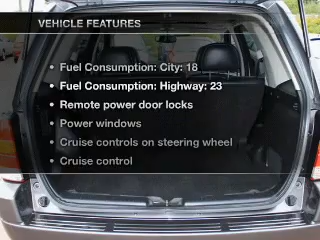 VEHICLE FEATURES
• Fuel Consumption: City: 18
• Fuel Consumption: Highway: 23
• Remote power door locks
• Power windows
• Cruise controls on steering wheel
• Cruise control